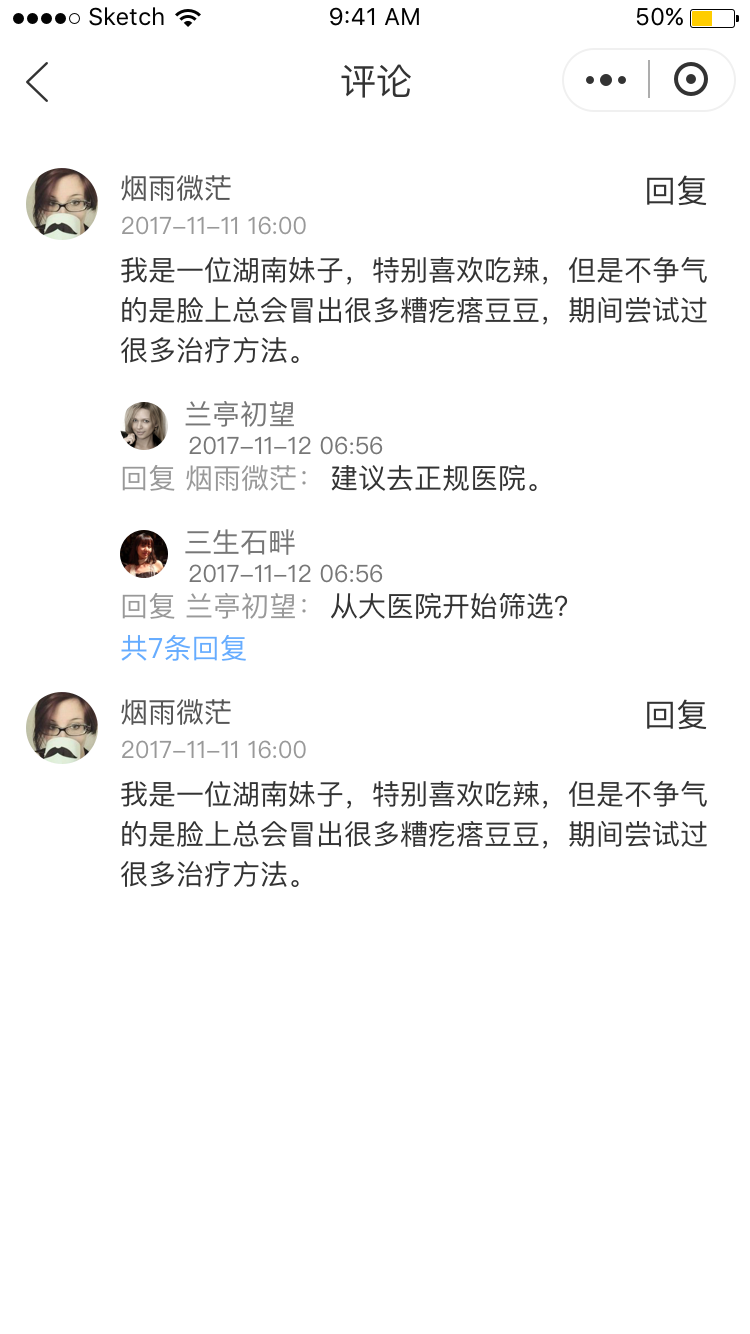 Sketch 9:41 AM 50%
评论
烟雨微茫 回复
2017-11-11 16:00
我是一位湖南妹子，特别喜欢吃辣，但是不争气
的是脸上总会冒出很多糟疙瘩豆豆，期间尝试过
很多治疗方法。
兰亭初望
2017-11-12 06:56
回复 烟雨微茫： 建议去正规医院。
三生石畔
2017-11-12 06:56
回复 兰亭初望： 从大医院开始筛选?
共7条回复
烟雨微茫 回复
2017-11-11 16:00
我是一位湖南妹子，特别喜欢吃辣，但是不争气
的是脸上总会冒出很多糟疙瘩豆豆，期间尝试过
很多治疗方法。